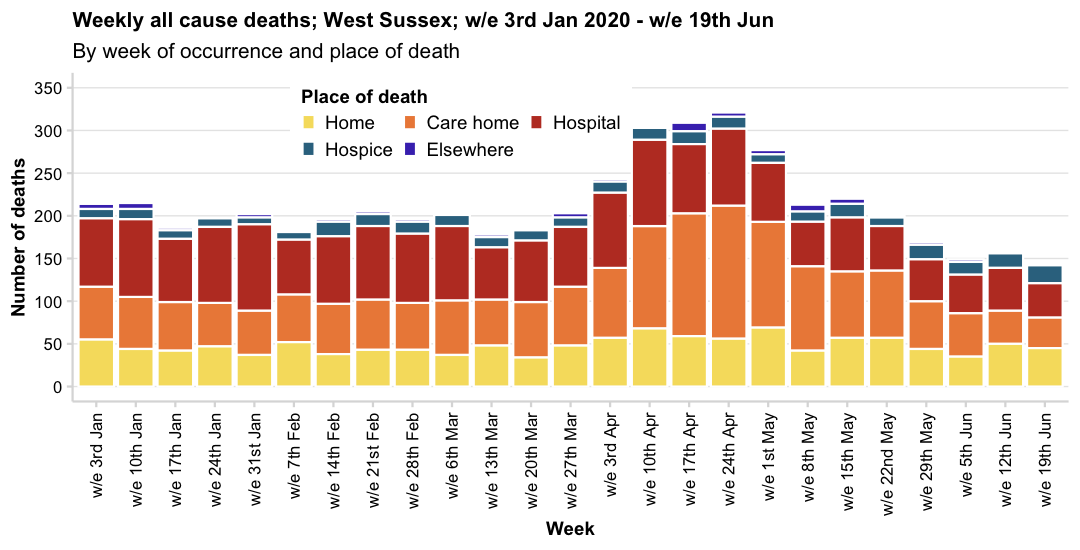 Weekly all cause deaths; West Sussex; w/e 3rd Jan 2020 - w/e 19th Jun
By week of occurrence and place of death
Place of death
Home Care home Hospital
Hospice Elsewhere
Number of deaths
350
300
250
200
150
100
50
0
w/e 3rd Jan
w/e 10th Jan
w/e 17th Jan
w/e 24th Jan
w/e 31st Jan
w/e 7th Feb
w/e 14th Feb
w/e 21st Feb
w/e 28th Feb
w/e 6th Mar
w/e 13th Mar
w/e 20th Mar
w/e 27th Mar
w/e 3rd Apr
w/e 10th Apr
w/e 17th Apr
w/e 24th Apr
w/e 1st May
w/e 8th May
w/e 15th May
w/e 22nd May
w/e 29th May
w/e 5th Jun
w/e 12th Jun
w/e 19th Jun
Week